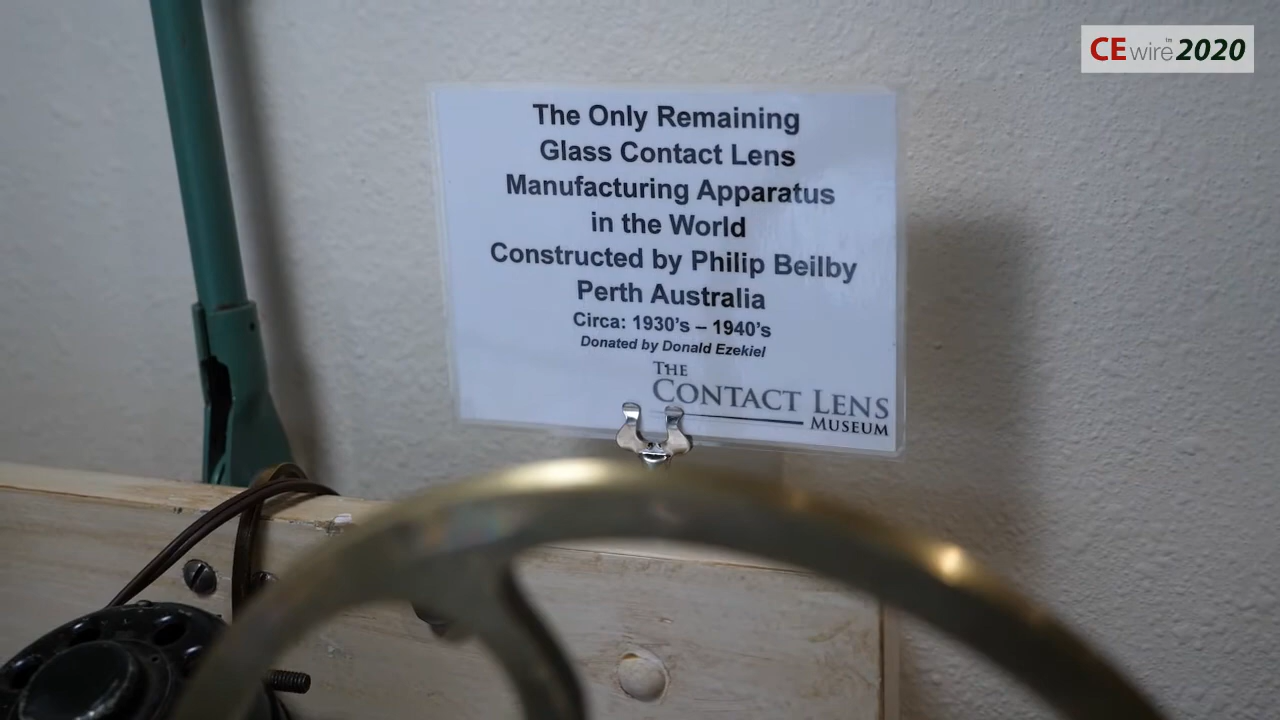 CEwire™2020
The Only Remaining
Glass Contact Lens
Manufacturing Apparatus
in the World
Constructed by Philip Beilby
Perth Australia
Circa: 1930's – 1940's
Donated by Donald Ezekiel
THE
CONTACT LENS
MUSEUM